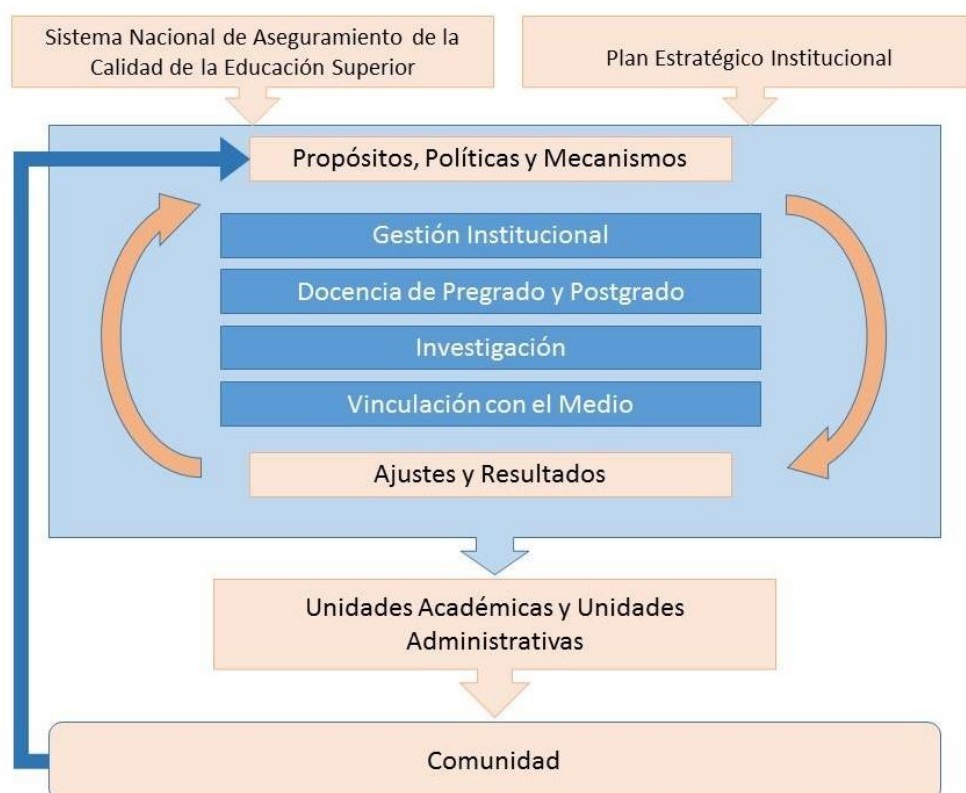 Sistema Nacional de Aseguramiento de la
Calidad de la Educación Superior
Plan Estratégico Institucional
Propósitos, Políticas y Mecanismos
Gestión Institucional
Docencia de Pregrado y Postgrado
Investigación
Vinculación con el Medio
Ajustes y Resultados
Unidades Académicas y Unidades
Administrativas
Comunidad